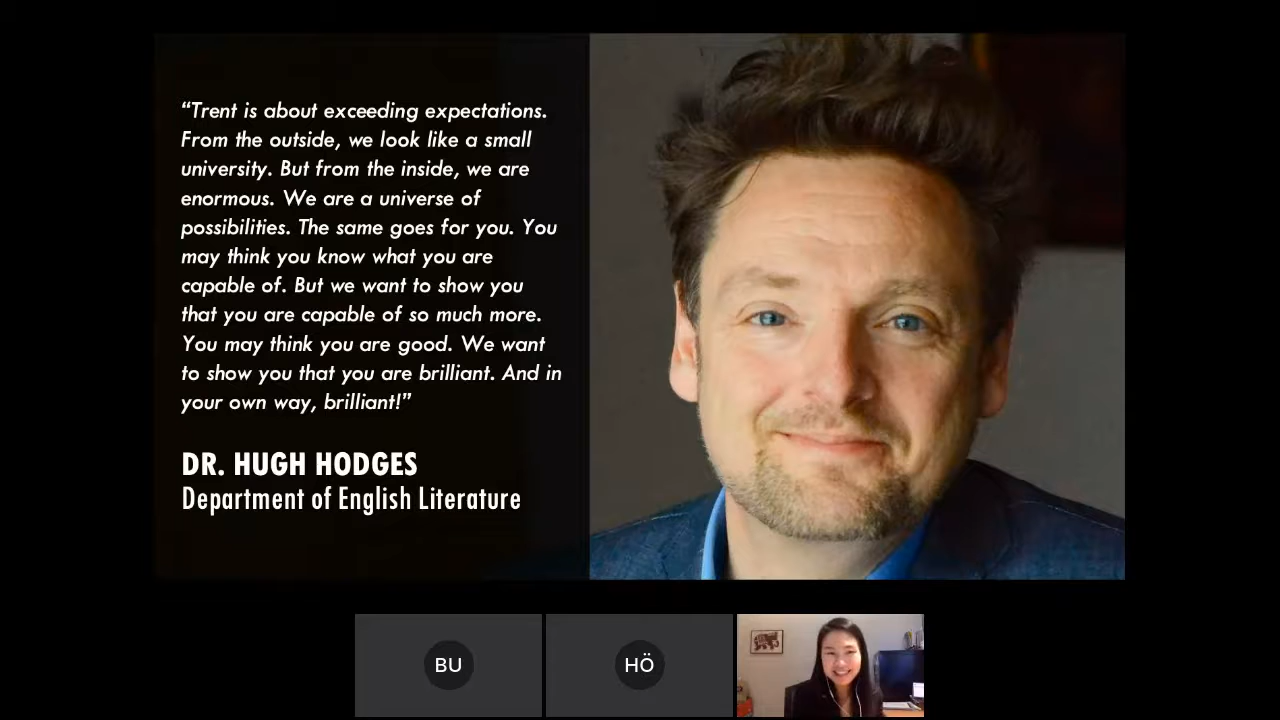 “Trent is about exceeding expectations.
From the outside, we look like a small
university. But from the inside, we are
enormous. We are a universe of
possibilities. The same goes for you. You
may think you know what you are
capable of. But we want to show you
that you are capable of so much more.
You may think you are good. We want
to show you that you are brilliant. And in
your own way, brilliant!”
DR. HUGH HODGES
Department of English Literature
BU
HÖ